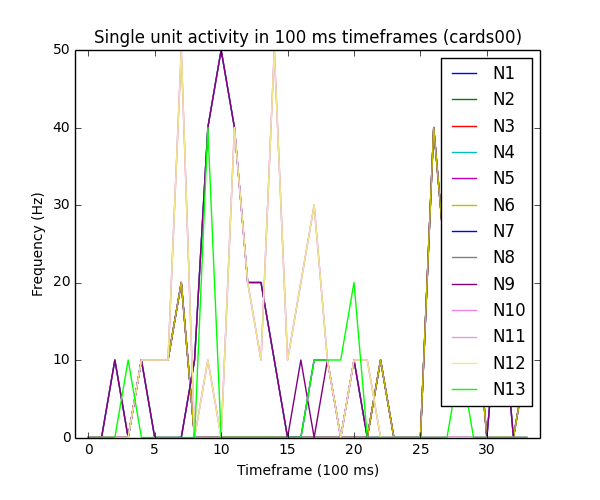 Single unit activity in 100 ms timeframes (cards00)
50
40
30
20
10
0
Frequency (Hz)
N1
N2
N3
N4
N5
N6
N7
N8
N9
N10
N11
N12
N13
0 5 10 15 20 25 30
Timeframe (100 ms)